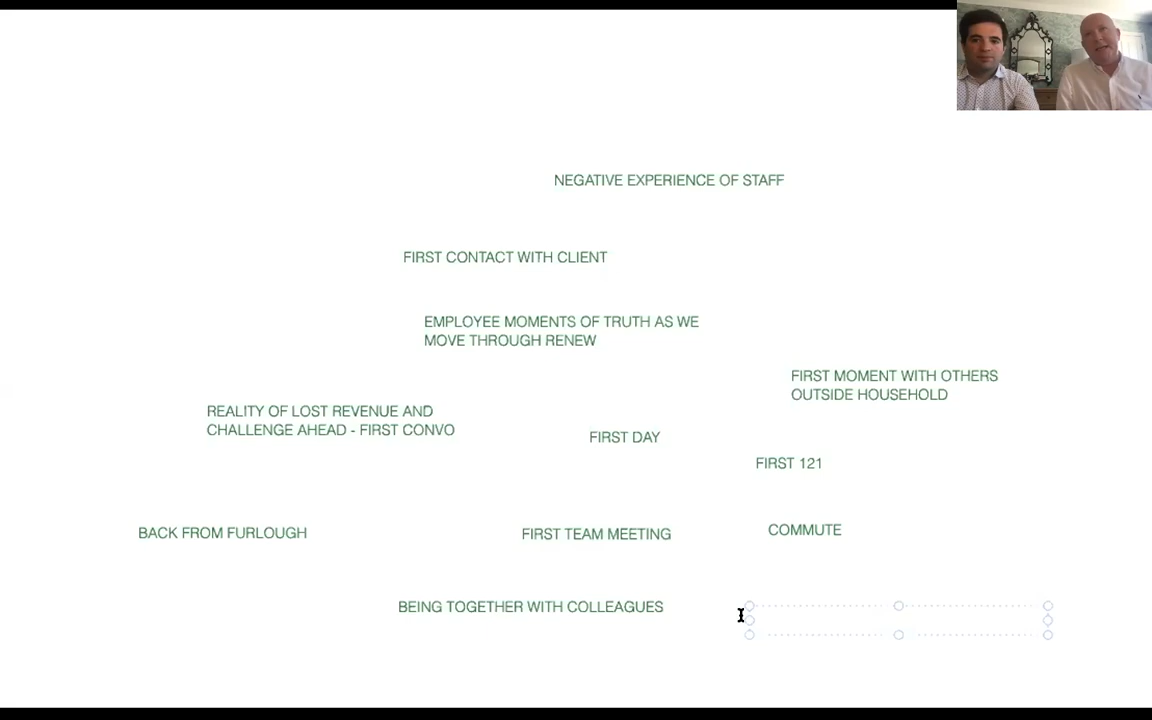 NEGATIVE EXPERIENCE OF STAFF
FIRST CONTACT WITH CLIENT
EMPLOYEE MOMENTS OF TRUTH AS WE
MOVE THROUGH RENEW
FIRST MOMENT WITH OTHERS
OUTSIDE HOUSEHOLD
REALITY OF LOST REVENUE AND
CHALLENGE AHEAD - FIRST CONVO
FIRST DAY
FIRST 121
BACK FROM FURLOUGH
FIRST TEAM MEETING
COMMUTE
BEING TOGETHER WITH COLLEAGUES